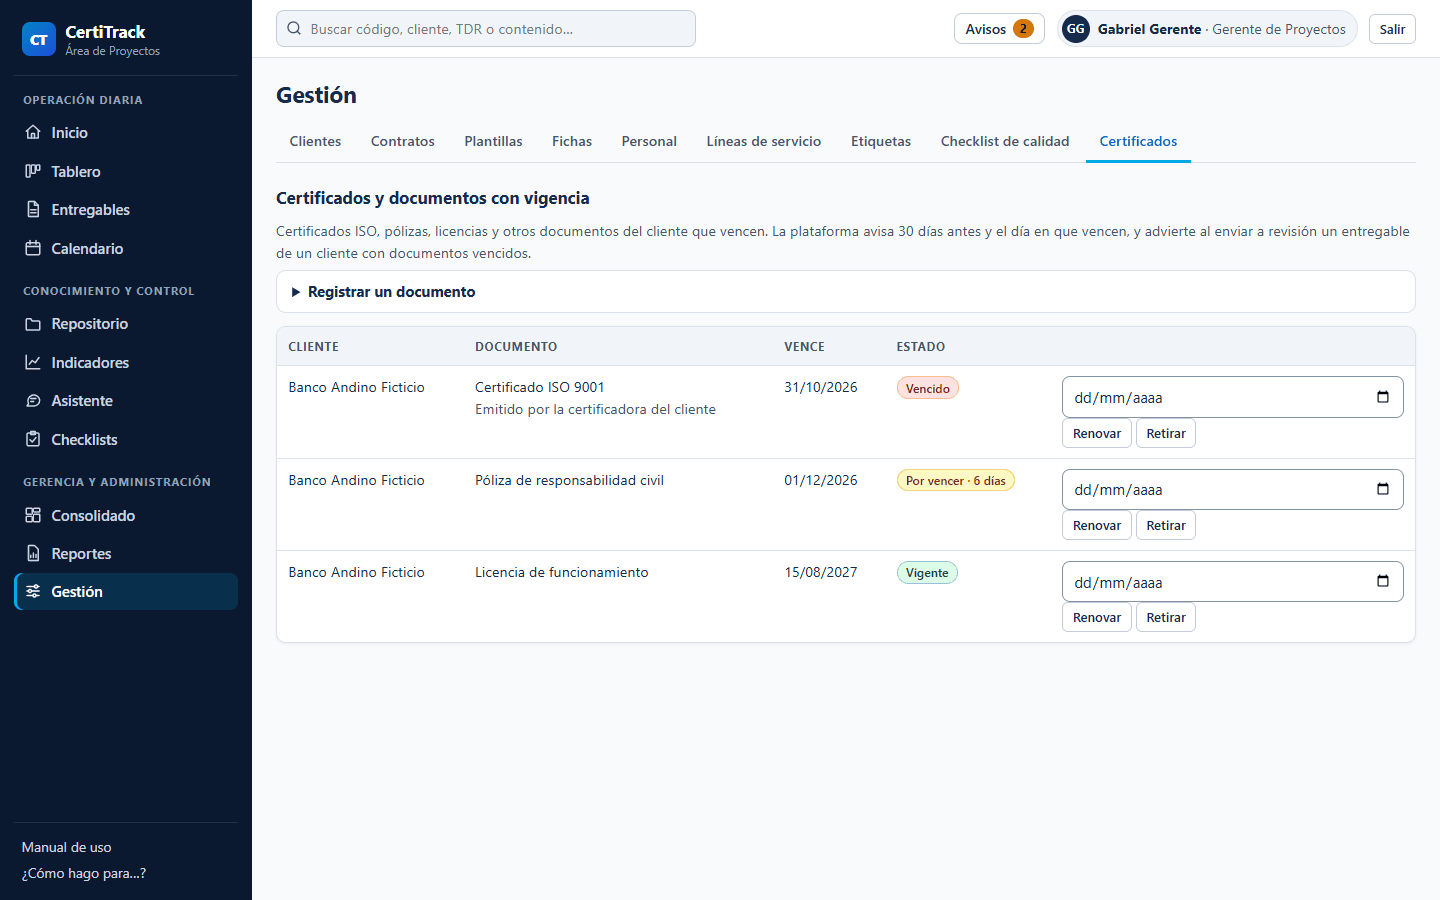 CT
CertiTrack
Área de Proyectos
OPERACIÓN DIARIA
Inicio
Tablero
Entregables
Calendario
CONOCIMIENTO Y CONTROL
Repositorio
Indicadores
Asistente
Checklists
GERENCIA Y ADMINISTRACIÓN
Consolidado
Reportes
Gestión
Manual de uso
¿Cómo hago para...?
Buscar código, cliente, TDR o contenido...
Avisos 2
GG Gabriel Gerente · Gerente de Proyectos
Salir
Gestión
Clientes Contratos Plantillas Fichas Personal Líneas de servicio Etiquetas Checklist de calidad Certificados
Certificados y documentos con vigencia
Certificados ISO, pólizas, licencias y otros documentos del cliente que vencen. La plataforma avisa 30 días antes y el día en que vencen, y advierte al enviar a revisión un entregable
de un cliente con documentos vencidos.
Registrar un documento
CLIENTE DOCUMENTO VENCE ESTADO
Banco Andino Ficticio Certificado ISO 9001 31/10/2026 Vencido dd/mm/aaaa
Emitido por la certificadora del cliente
Renovar Retirar
Banco Andino Ficticio Póliza de responsabilidad civil 01/12/2026 Por vencer · 6 días dd/mm/aaaa
Renovar Retirar
Banco Andino Ficticio Licencia de funcionamiento 15/08/2027 Vigente dd/mm/aaaa
Renovar Retirar